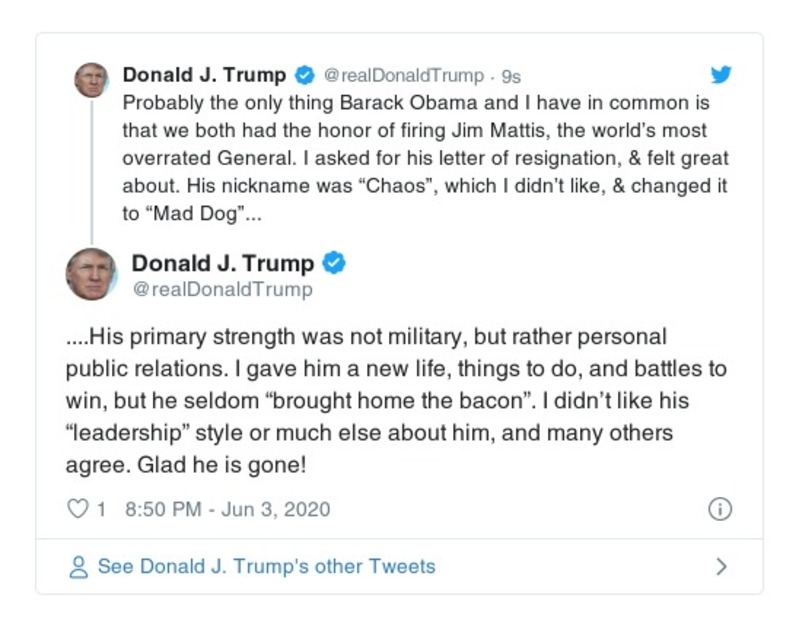 Donald J. Trump @realDonaldTrump · 9s
Probably the only thing Barack Obama and I have in common is
that we both had the honor of firing Jim Mattis, the world's most
overrated General. I asked for his letter of resignation, & felt great
about. His nickname was “Chaos”, which I didn't like, & changed it
to “Mad Dog”...
Donald J. Trump
@realDonaldTrump
....His primary strength was not military, but rather personal
public relations. I gave him a new life, things to do, and battles to
win, but he seldom “brought home the bacon”. I didn't like his
“leadership” style or much else about him, and many others
agree. Glad he is gone!
1 8:50 PM - Jun 3, 2020
See Donald J. Trump's other Tweets